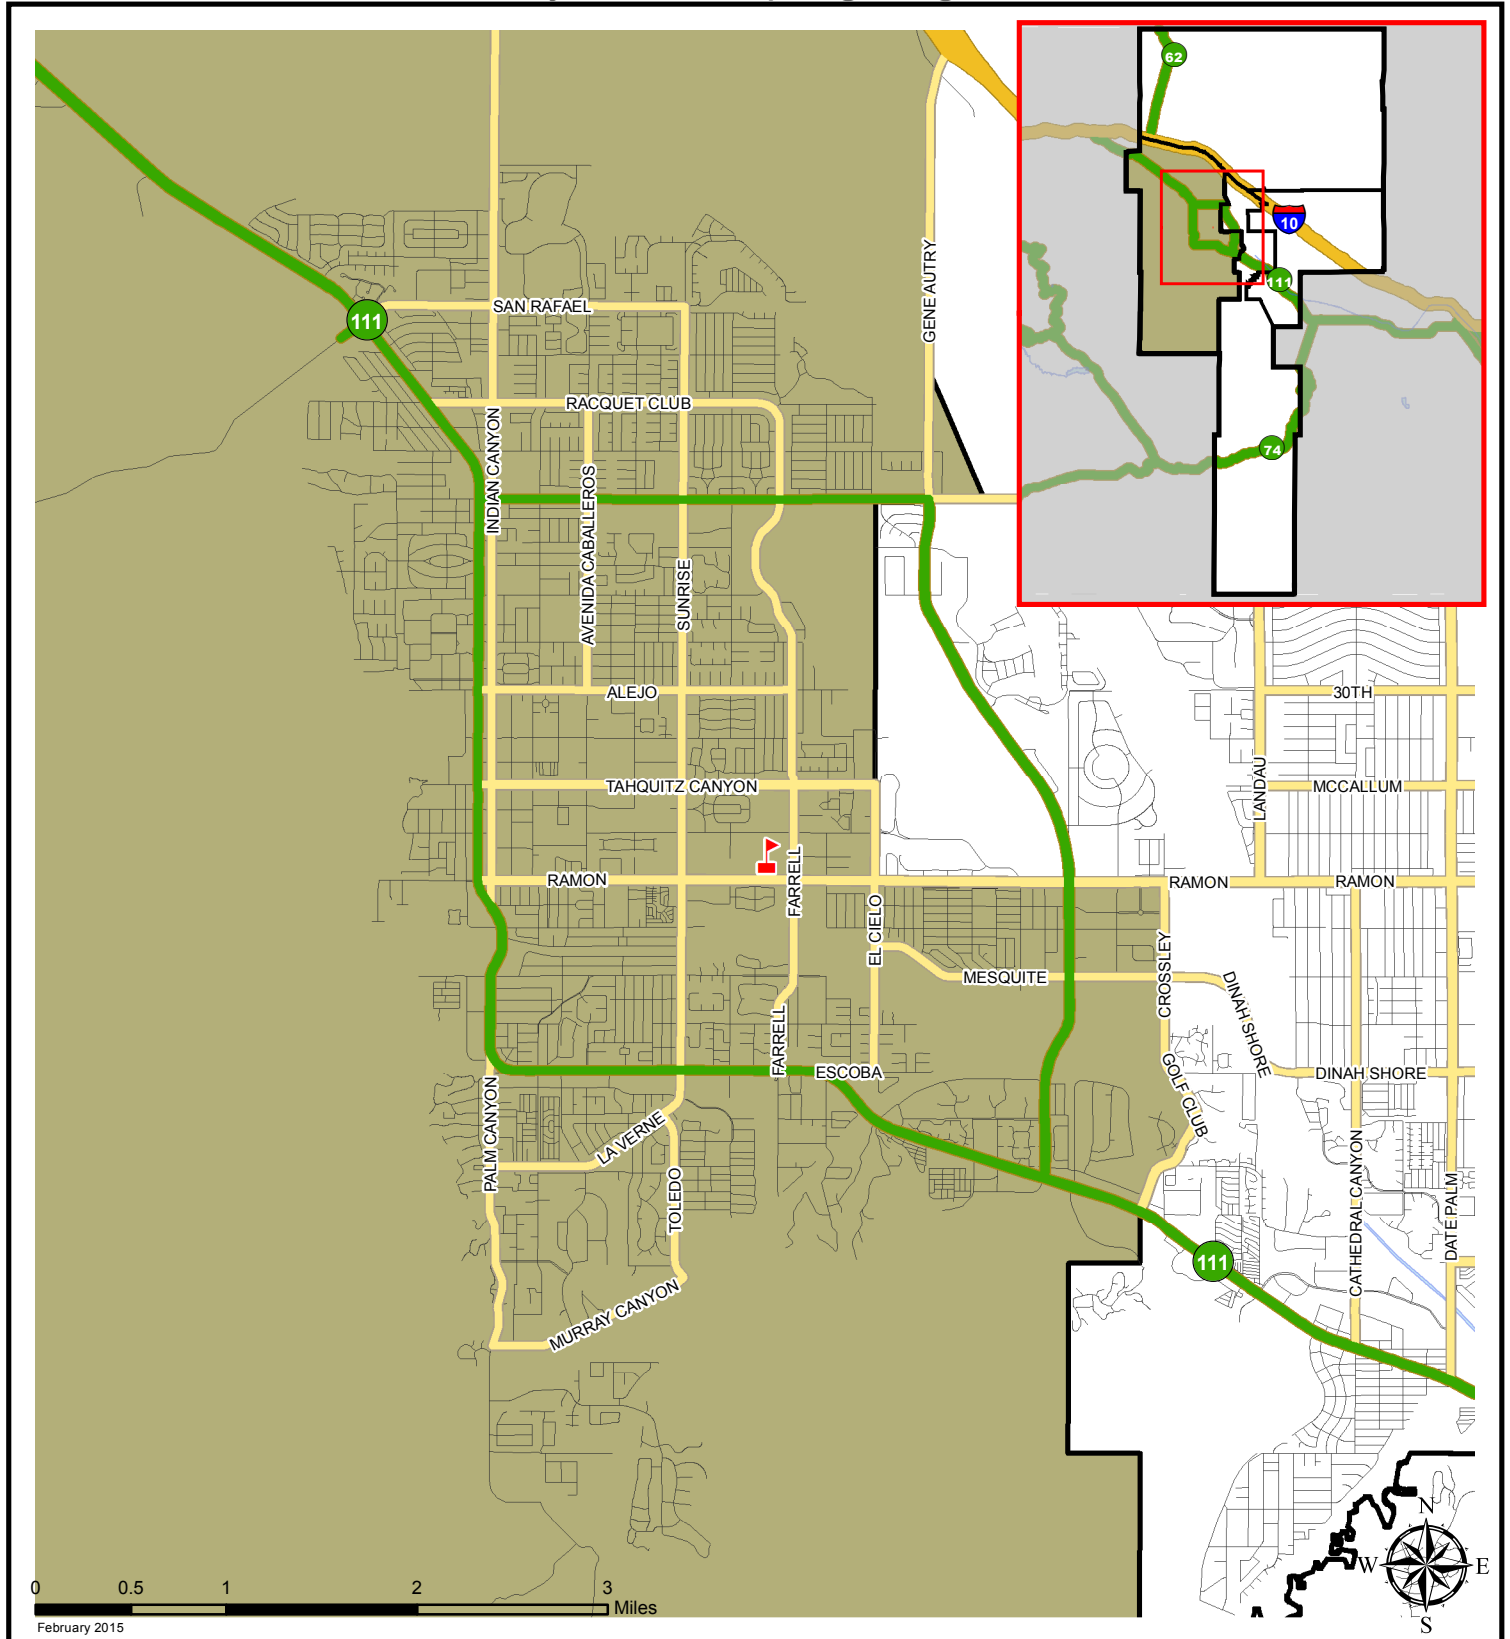 62
10
111
74
SAN RAFAEL
GENE AUTRY
111
RACQUET CLUB
INDIAN CANYON
AVENIDA CABALLEROS
SUNRISE
ALEJO
30TH
TAHQUITZ CANYON
LANDAU
MCCALLUM
RAMON
FARRELL
RAMON
RAMON
EL CIELO
MESQUITE
CROSSLEY
DINAH SHORE
FARRELL
ESCOBA
DINAH SHORE
GOLF CLUB
PALM CANYON
LA VERNE
TOLEDO
CATHEDRAL CANYON
DATE PALM
111
MURRAY CANYON
N
W
E
S
0 0.5 1 2 3
Miles
February 2015